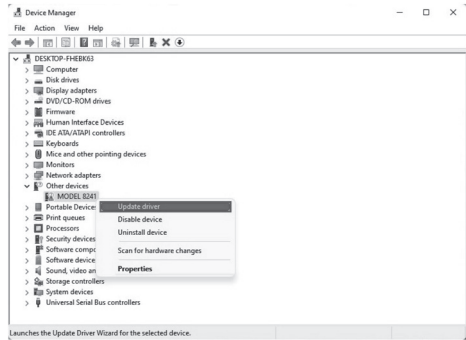 Device Manager
File Action View Help
DESKTOP-FHEBK63
Computer
Disk drives
Display adapters
DVD/CD-ROM drives
Firmware
Human Interface Devices
IDE ATA/ATAPI controllers
Keyboards
Mice and other pointing devices
Monitors
Network adapters
Other devices
MODEL 8241
Portable Devices
Print queues
Processors
Security devices
Software compo
Software device
Sound, video an
Storage controllers
System devices
Universal Serial Bus controllers
Update driver
Disable device
Uninstall device
Scan for hardware changes
Properties
Launches the Update Driver Wizard for the selected device.